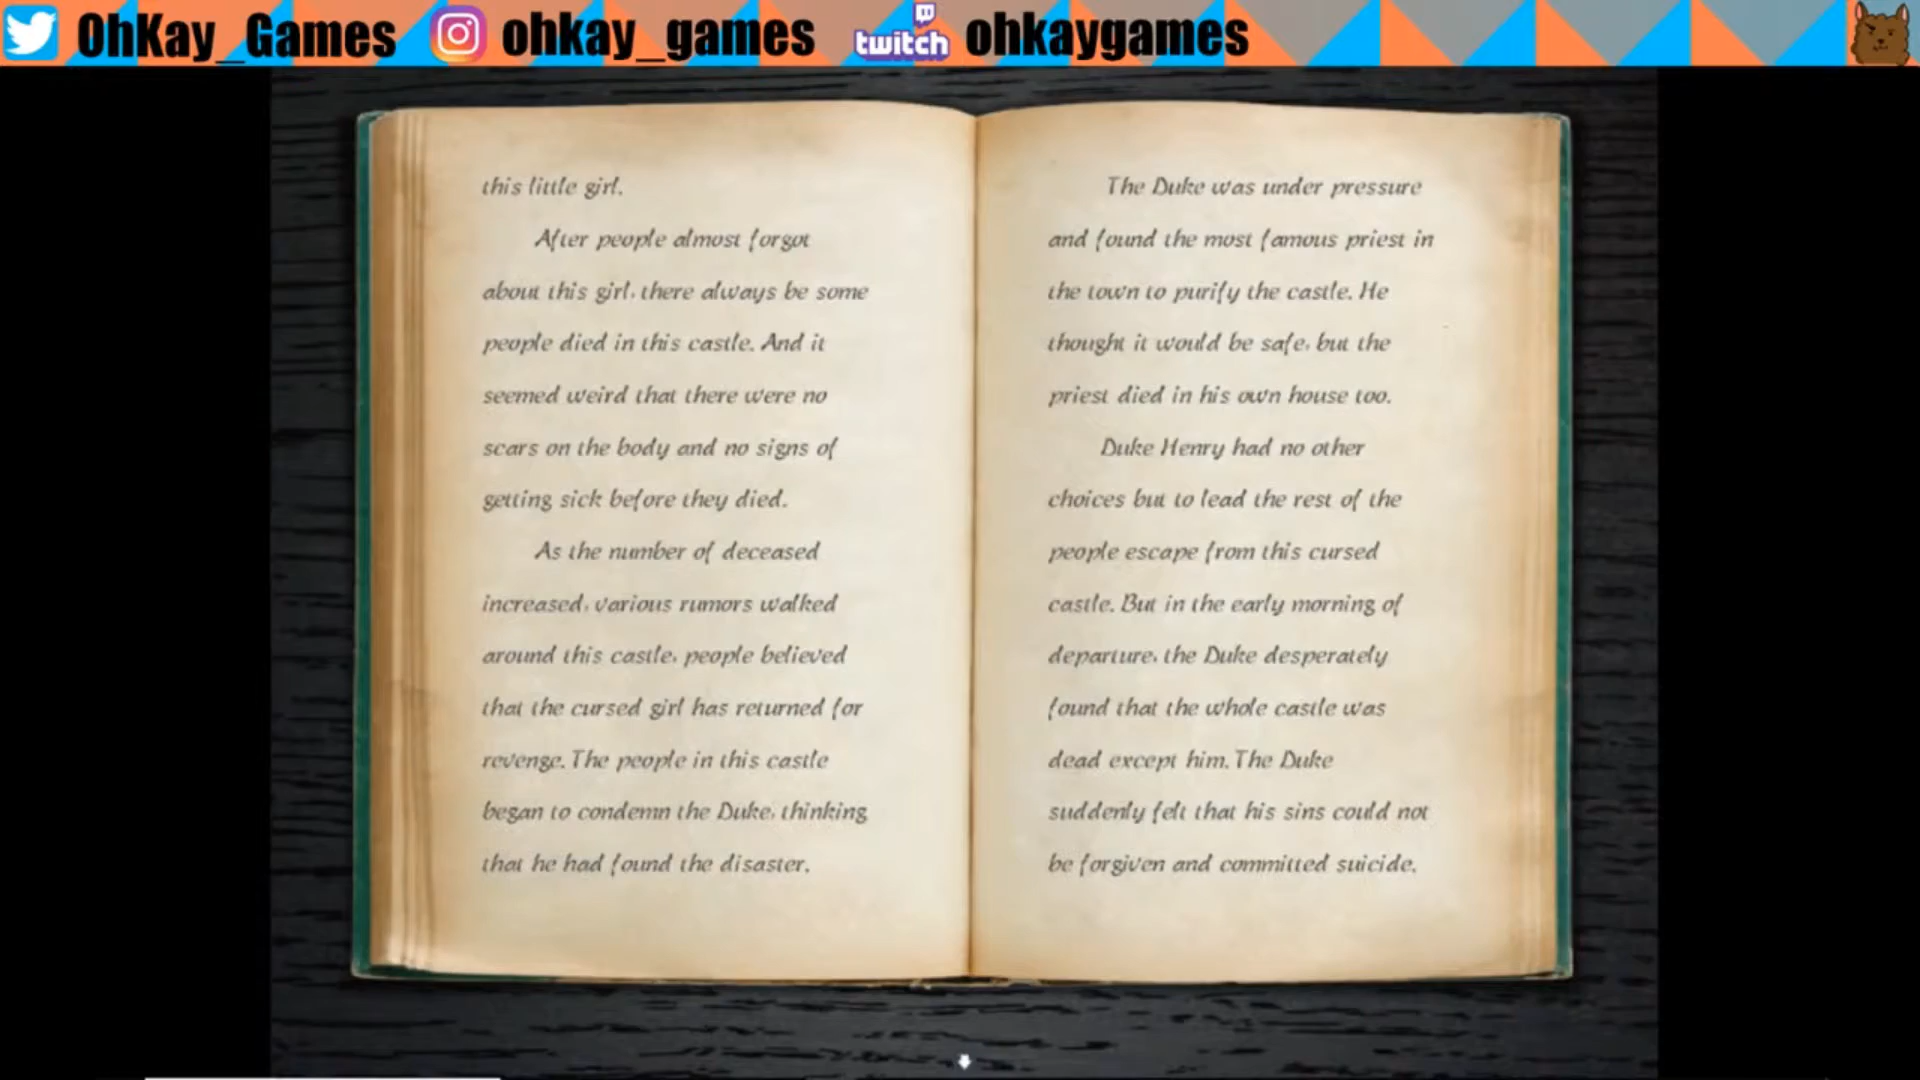 OhKay_Games ohkay_games twitch ohkaygames
this little girl.
After people almost forgot
about this girl, there always be some
people died in this castle. And it
seemed weird that there were no
scars on the body and no signs of
getting sick before they died.
As the number of deceased
increased, various rumors walked
around this castle, people believed
that the cursed girl has returned for
revenge. The people in this castle
began to condemn the Duke, thinking
that he had found the disaster.
The Duke was under pressure
and found the most famous priest in
the town to purify the castle. He
thought it would be safe, but the
priest died in his own house too.
Duke Henry had no other
choices but to lead the rest of the
people escape from this cursed
castle. But in the early morning of
departure, the Duke desperately
found that the whole castle was
dead except him. The Duke
suddenly felt that his sins could not
be forgiven and committed suicide.